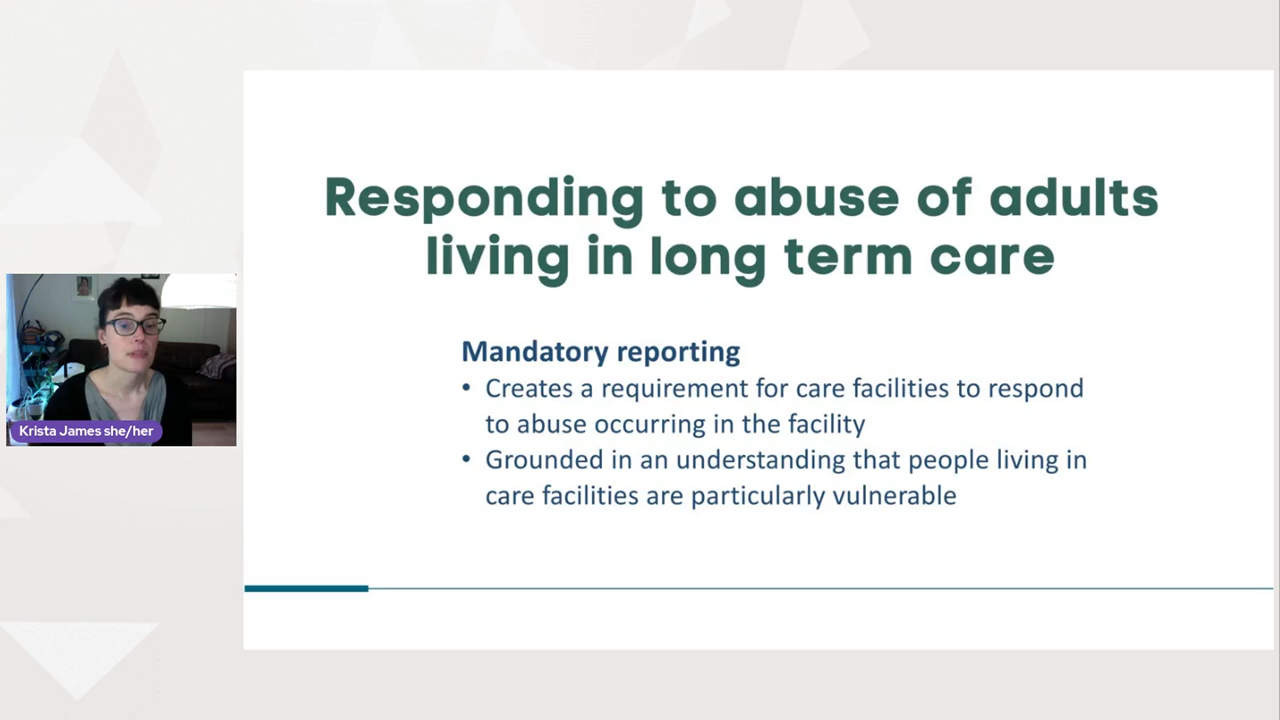 Responding to abuse of adults
living in long term care
Mandatory reporting
• Creates a requirement for care facilities to respond
to abuse occurring in the facility
• Grounded in an understanding that people living in
care facilities are particularly vulnerable
Krista James she/her